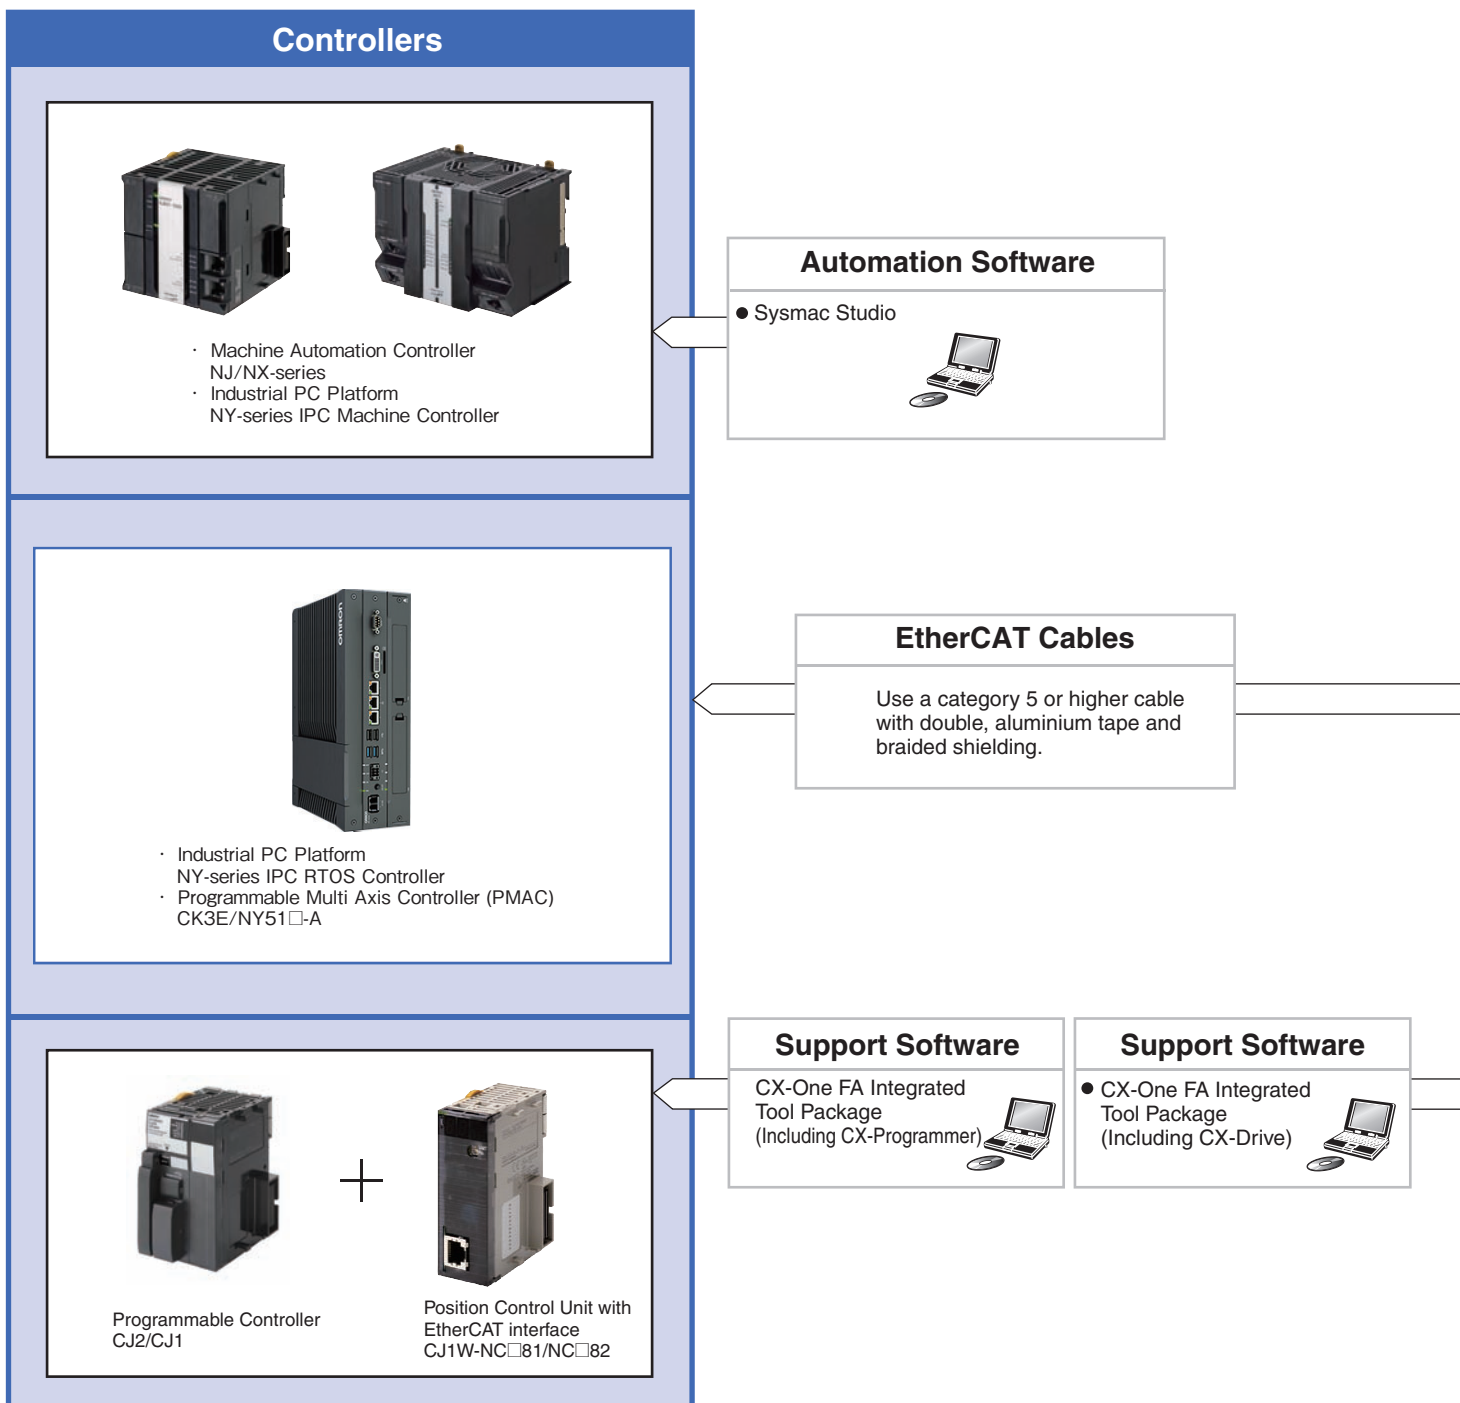 Controllers
· Machine Automation Controller
NJ/NX-series
· Industrial PC Platform
NY-series IPC Machine Controller
Automation Software
● Sysmac Studio
omron
· Industrial PC Platform
NY-series IPC RTOS Controller
· Programmable Multi Axis Controller (PMAC)
CK3E/NY51□-A
EtherCAT Cables
Use a category 5 or higher cable
with double, aluminium tape and
braided shielding.
Programmable Controller
CJ2/CJ1
Position Control Unit with
EtherCAT interface
CJ1W-NC□81/NC□82
Support Software
CX-One FA Integrated
Tool Package
(Including CX-Programmer)
Support Software
● CX-One FA Integrated
Tool Package
(Including CX-Drive)